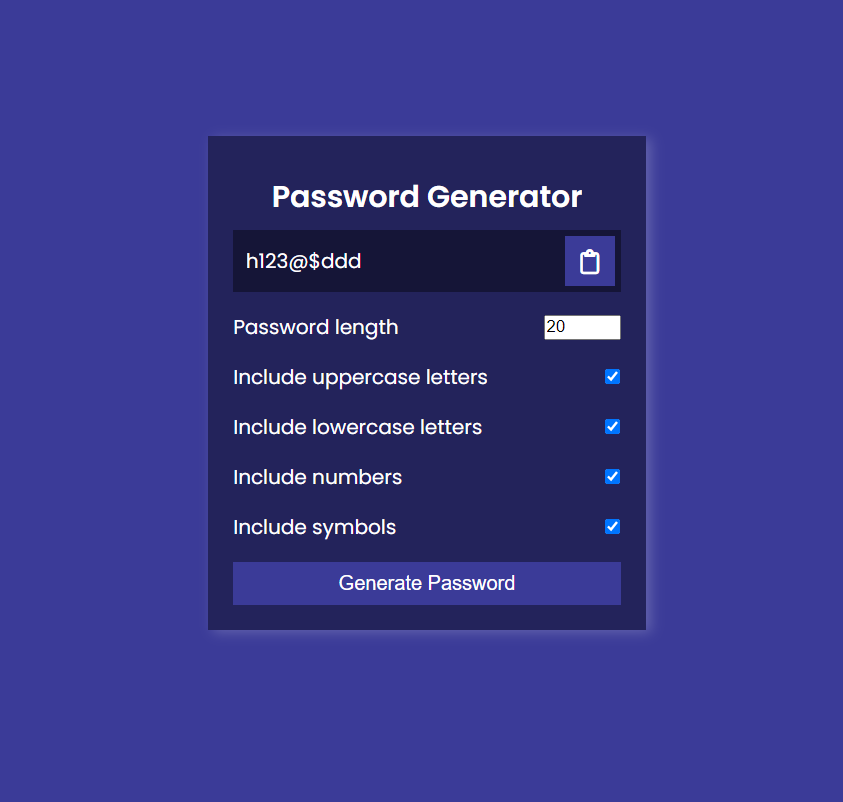 Password Generator
h123@$ddd
Password length 20
Include uppercase letters
Include lowercase letters
Include numbers
Include symbols
Generate Password